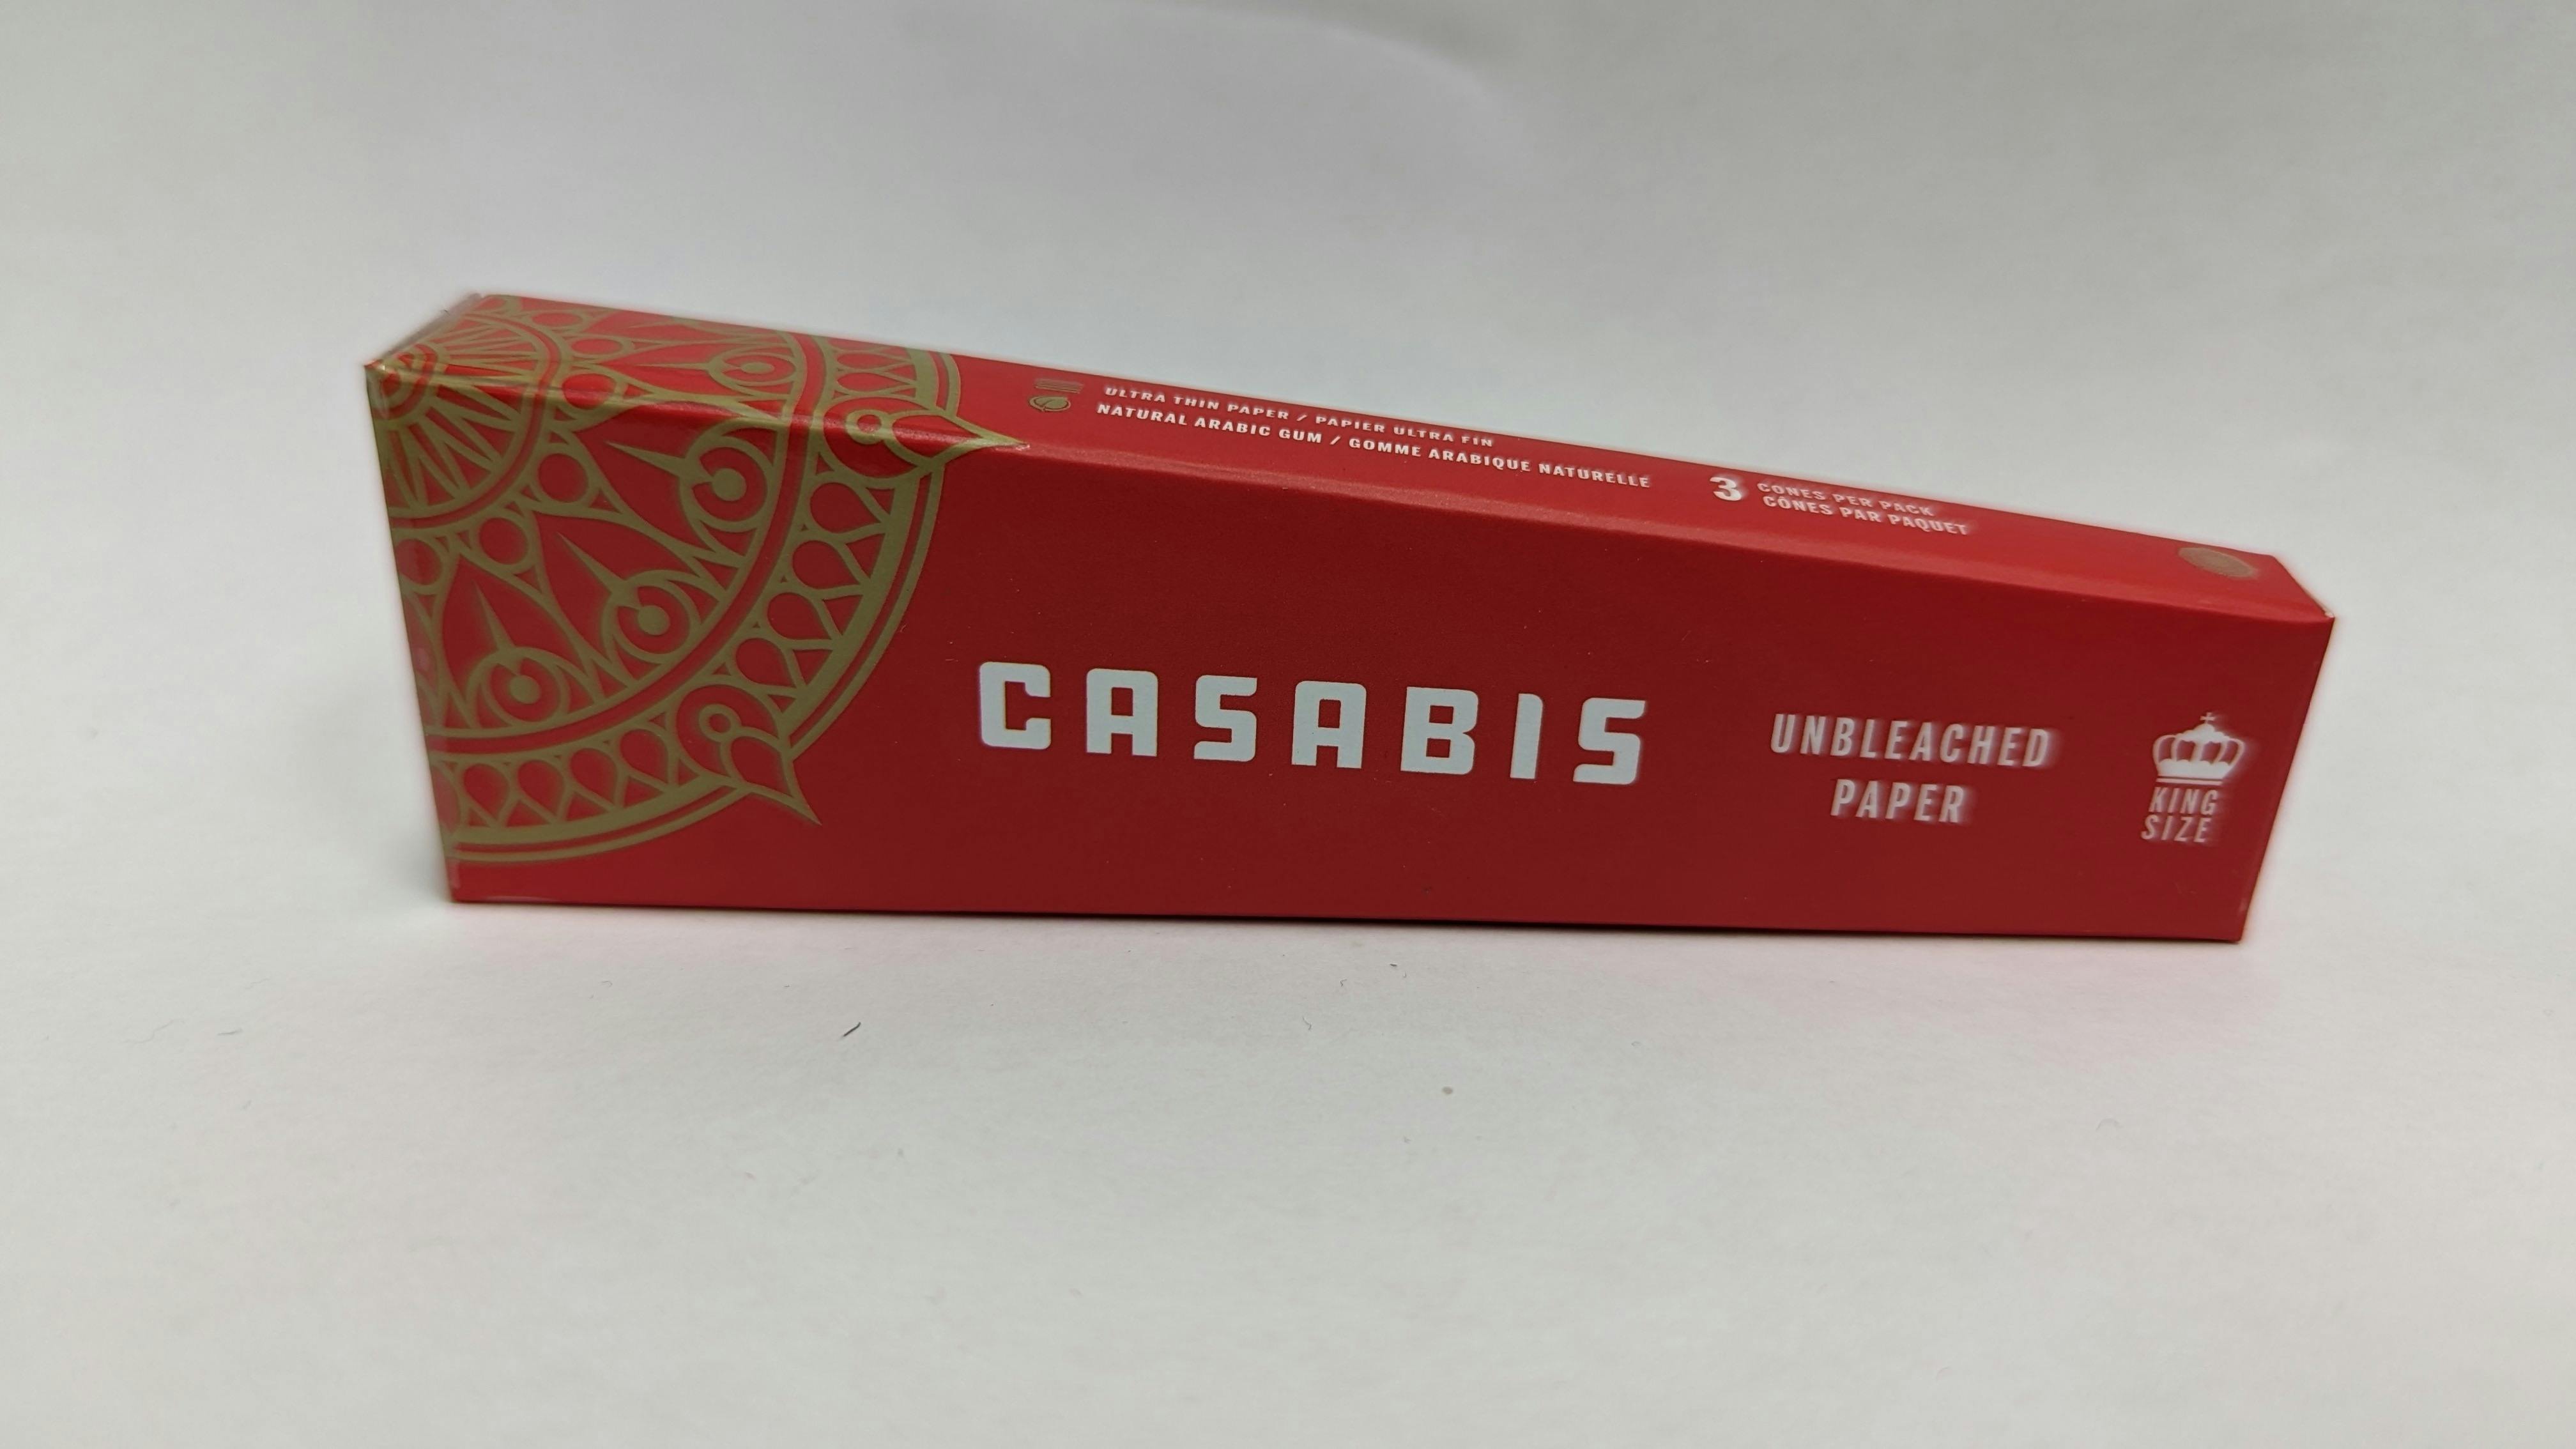 ULTRA THIN PAPER / PAPIER ULTRA FIN
NATURAL ARABIC GUM / GOMME ARABIQUE NATURELLE
3 CONES PER PACK
CÔNES PAR PAQUET
CASABIS
UNBLEACHED
PAPER
KING
SIZE